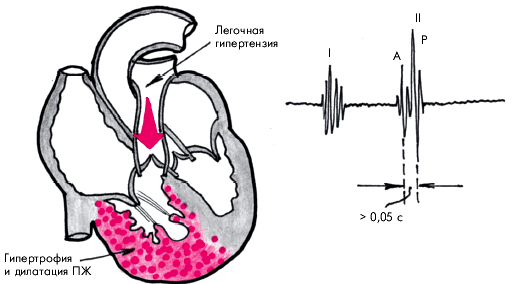 Легочная
гипертензия
Гипертрофия
и дилатация ПЖ
I
A
II
P
> 0,05 с